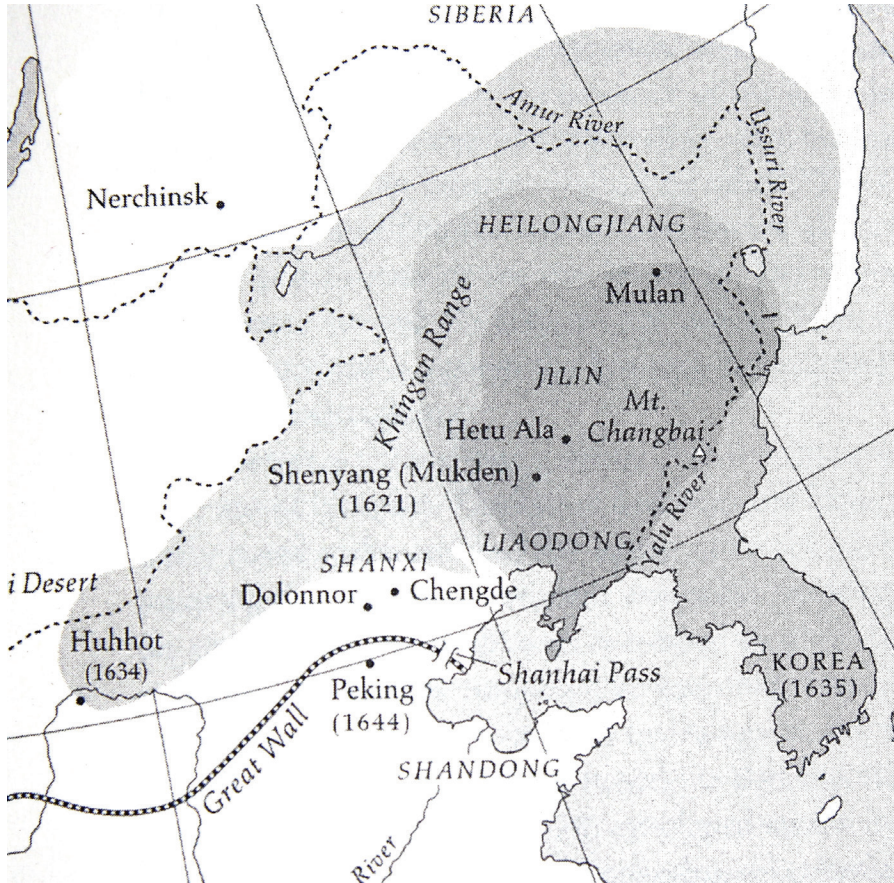 SIBERIA
Amur River
Ussuri River
Nerchinsk
HEILONGJIANG
Mulan
Khingan Range
JILIN
Mt.
Changbai
Hetu Ala
Shenyang (Mukden)
(1621)
Yalu River
LIAODONG
SHANXI
i Desert
Dolonnor
Chengde
Huhhot
(1634)
Shanhai Pass
KOREA
(1635)
Peking
(1644)
Great Wall
SHANDONG
River